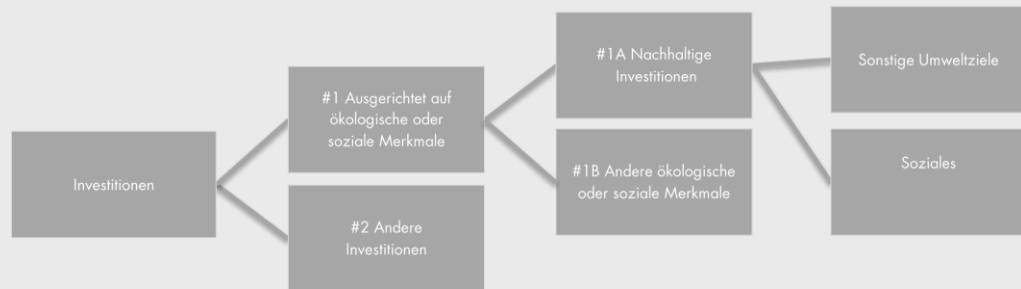 Investitionen
#1 Ausgerichtet auf
ökologische oder
soziale Merkmale
#2 Andere
Investitionen
#1A Nachhaltige
Investitionen
#1B Andere ökologische
oder soziale Merkmale
Sonstige Umweltziele
Soziales